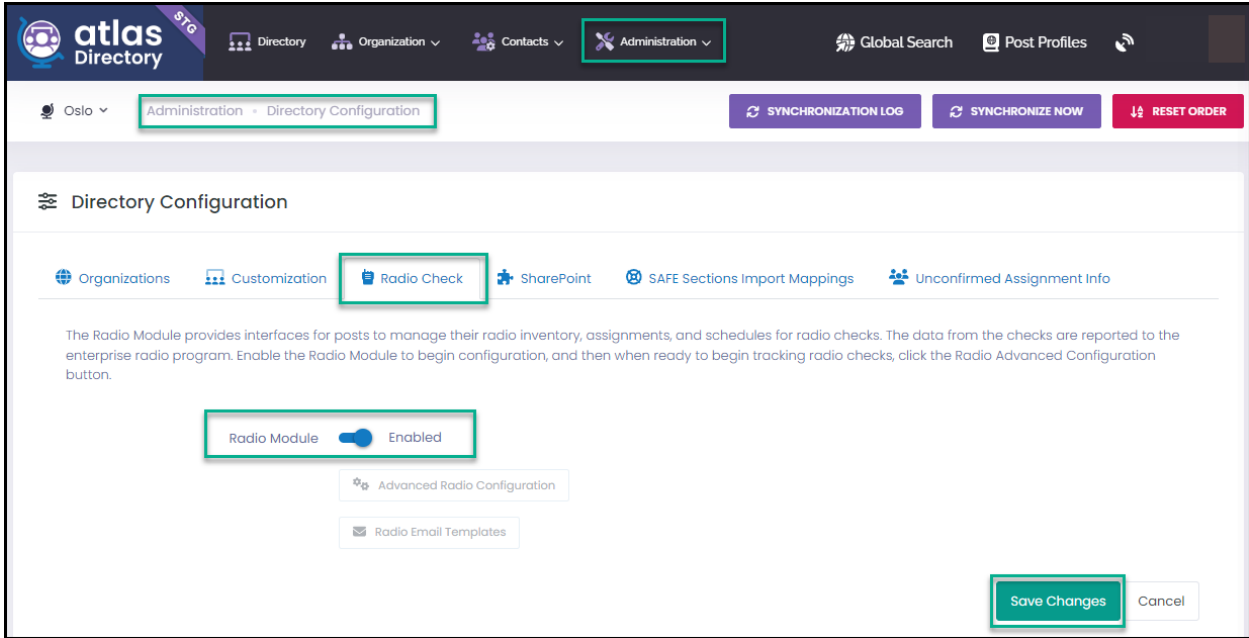 atlas
Directory
STG
Directory
Organization
Contacts
Administration
Global Search
Post Profiles
Oslo
Administration • Directory Configuration
SYNCHRONIZATION LOG
SYNCHRONIZE NOW
RESET ORDER
Directory Configuration
Organizations
Customization
Radio Check
SharePoint
SAFE Sections Import Mappings
Unconfirmed Assignment Info
The Radio Module provides interfaces for posts to manage their radio inventory, assignments, and schedules for radio checks. The data from the checks are reported to the
enterprise radio program. Enable the Radio Module to begin configuration, and then when ready to begin tracking radio checks, click the Radio Advanced Configuration
button.
Radio Module Enabled
Advanced Radio Configuration
Radio Email Templates
Save Changes
Cancel